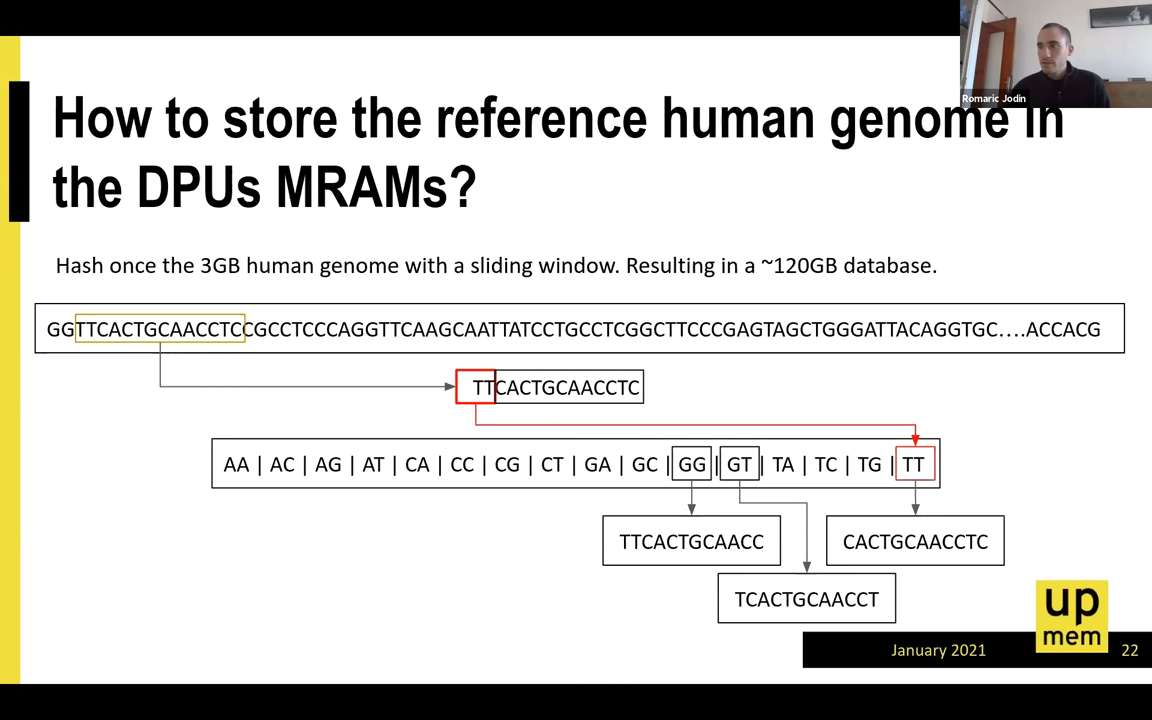 Romaric Jodin
How to store the reference human genome in
the DPUs MRAMs?
Hash once the 3GB human genome with a sliding window. Resulting in a ~120GB database.
GGTTCACTGCAACCTCCGCCTCCCAGGTTCAAGCAATTATCCTGCCTCGGCTTCCCGAGTAGCTGGGATTACAGGTGC....ACCACG
TTCACTGCAACCTC
AA | AC | AG | AT | CA | CC | CG | CT | GA | GC | GG | GT | TA | TC | TG | TT
TTCACTGCAACC
CACTGCAACCTC
TCACTGCAACCT
up
mem
January 2021
22